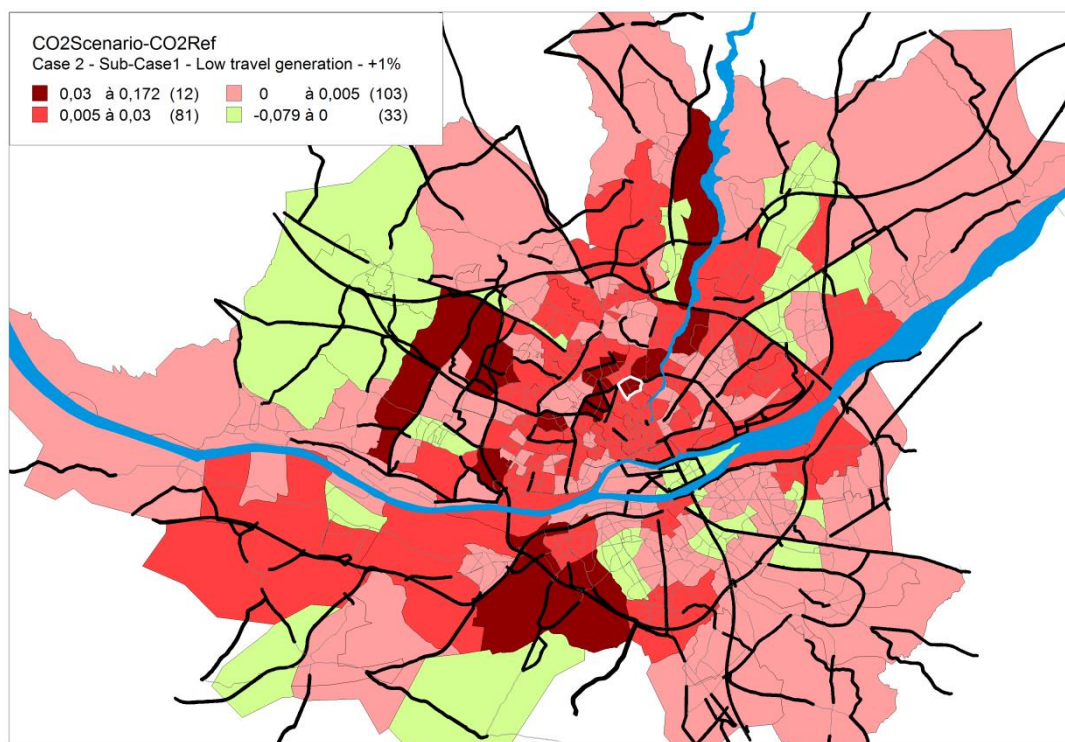 CO2Scenario-CO2Ref
Case 2 - Sub-Case1 - Low travel generation - +1%
0,03 à 0,172 (12) 0 à 0,005 (103)
0,005 à 0,03 (81) -0,079 à 0 (33)